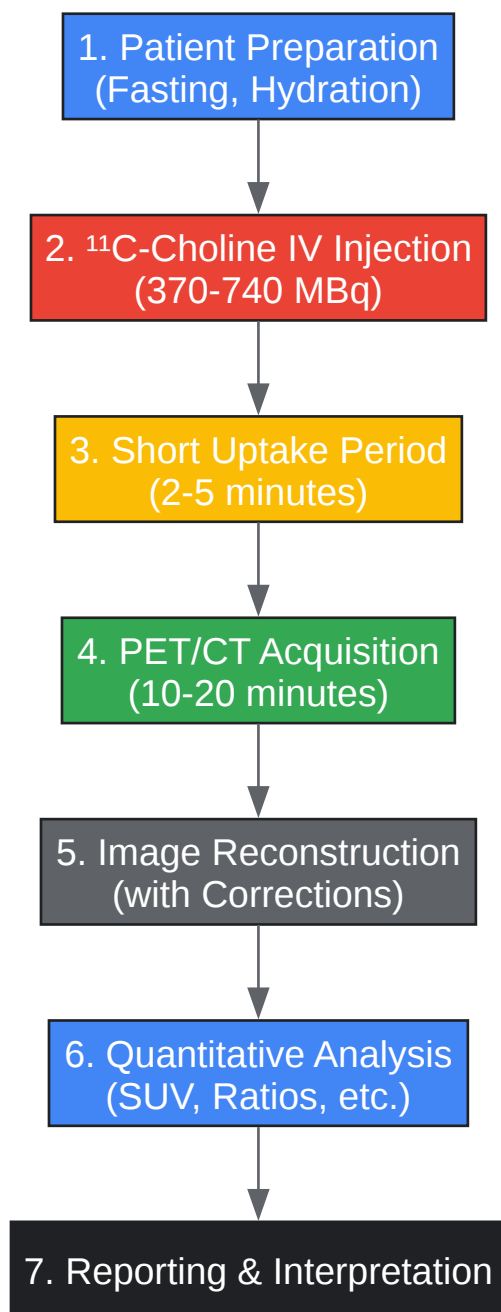 1. Patient Preparation
(Fasting, Hydration)
2. ¹¹C-Choline IV Injection
(370-740 MBq)
3. Short Uptake Period
(2-5 minutes)
4. PET/CT Acquisition
(10-20 minutes)
5. Image Reconstruction
(with Corrections)
6. Quantitative Analysis
(SUV, Ratios, etc.)
7. Reporting & Interpretation